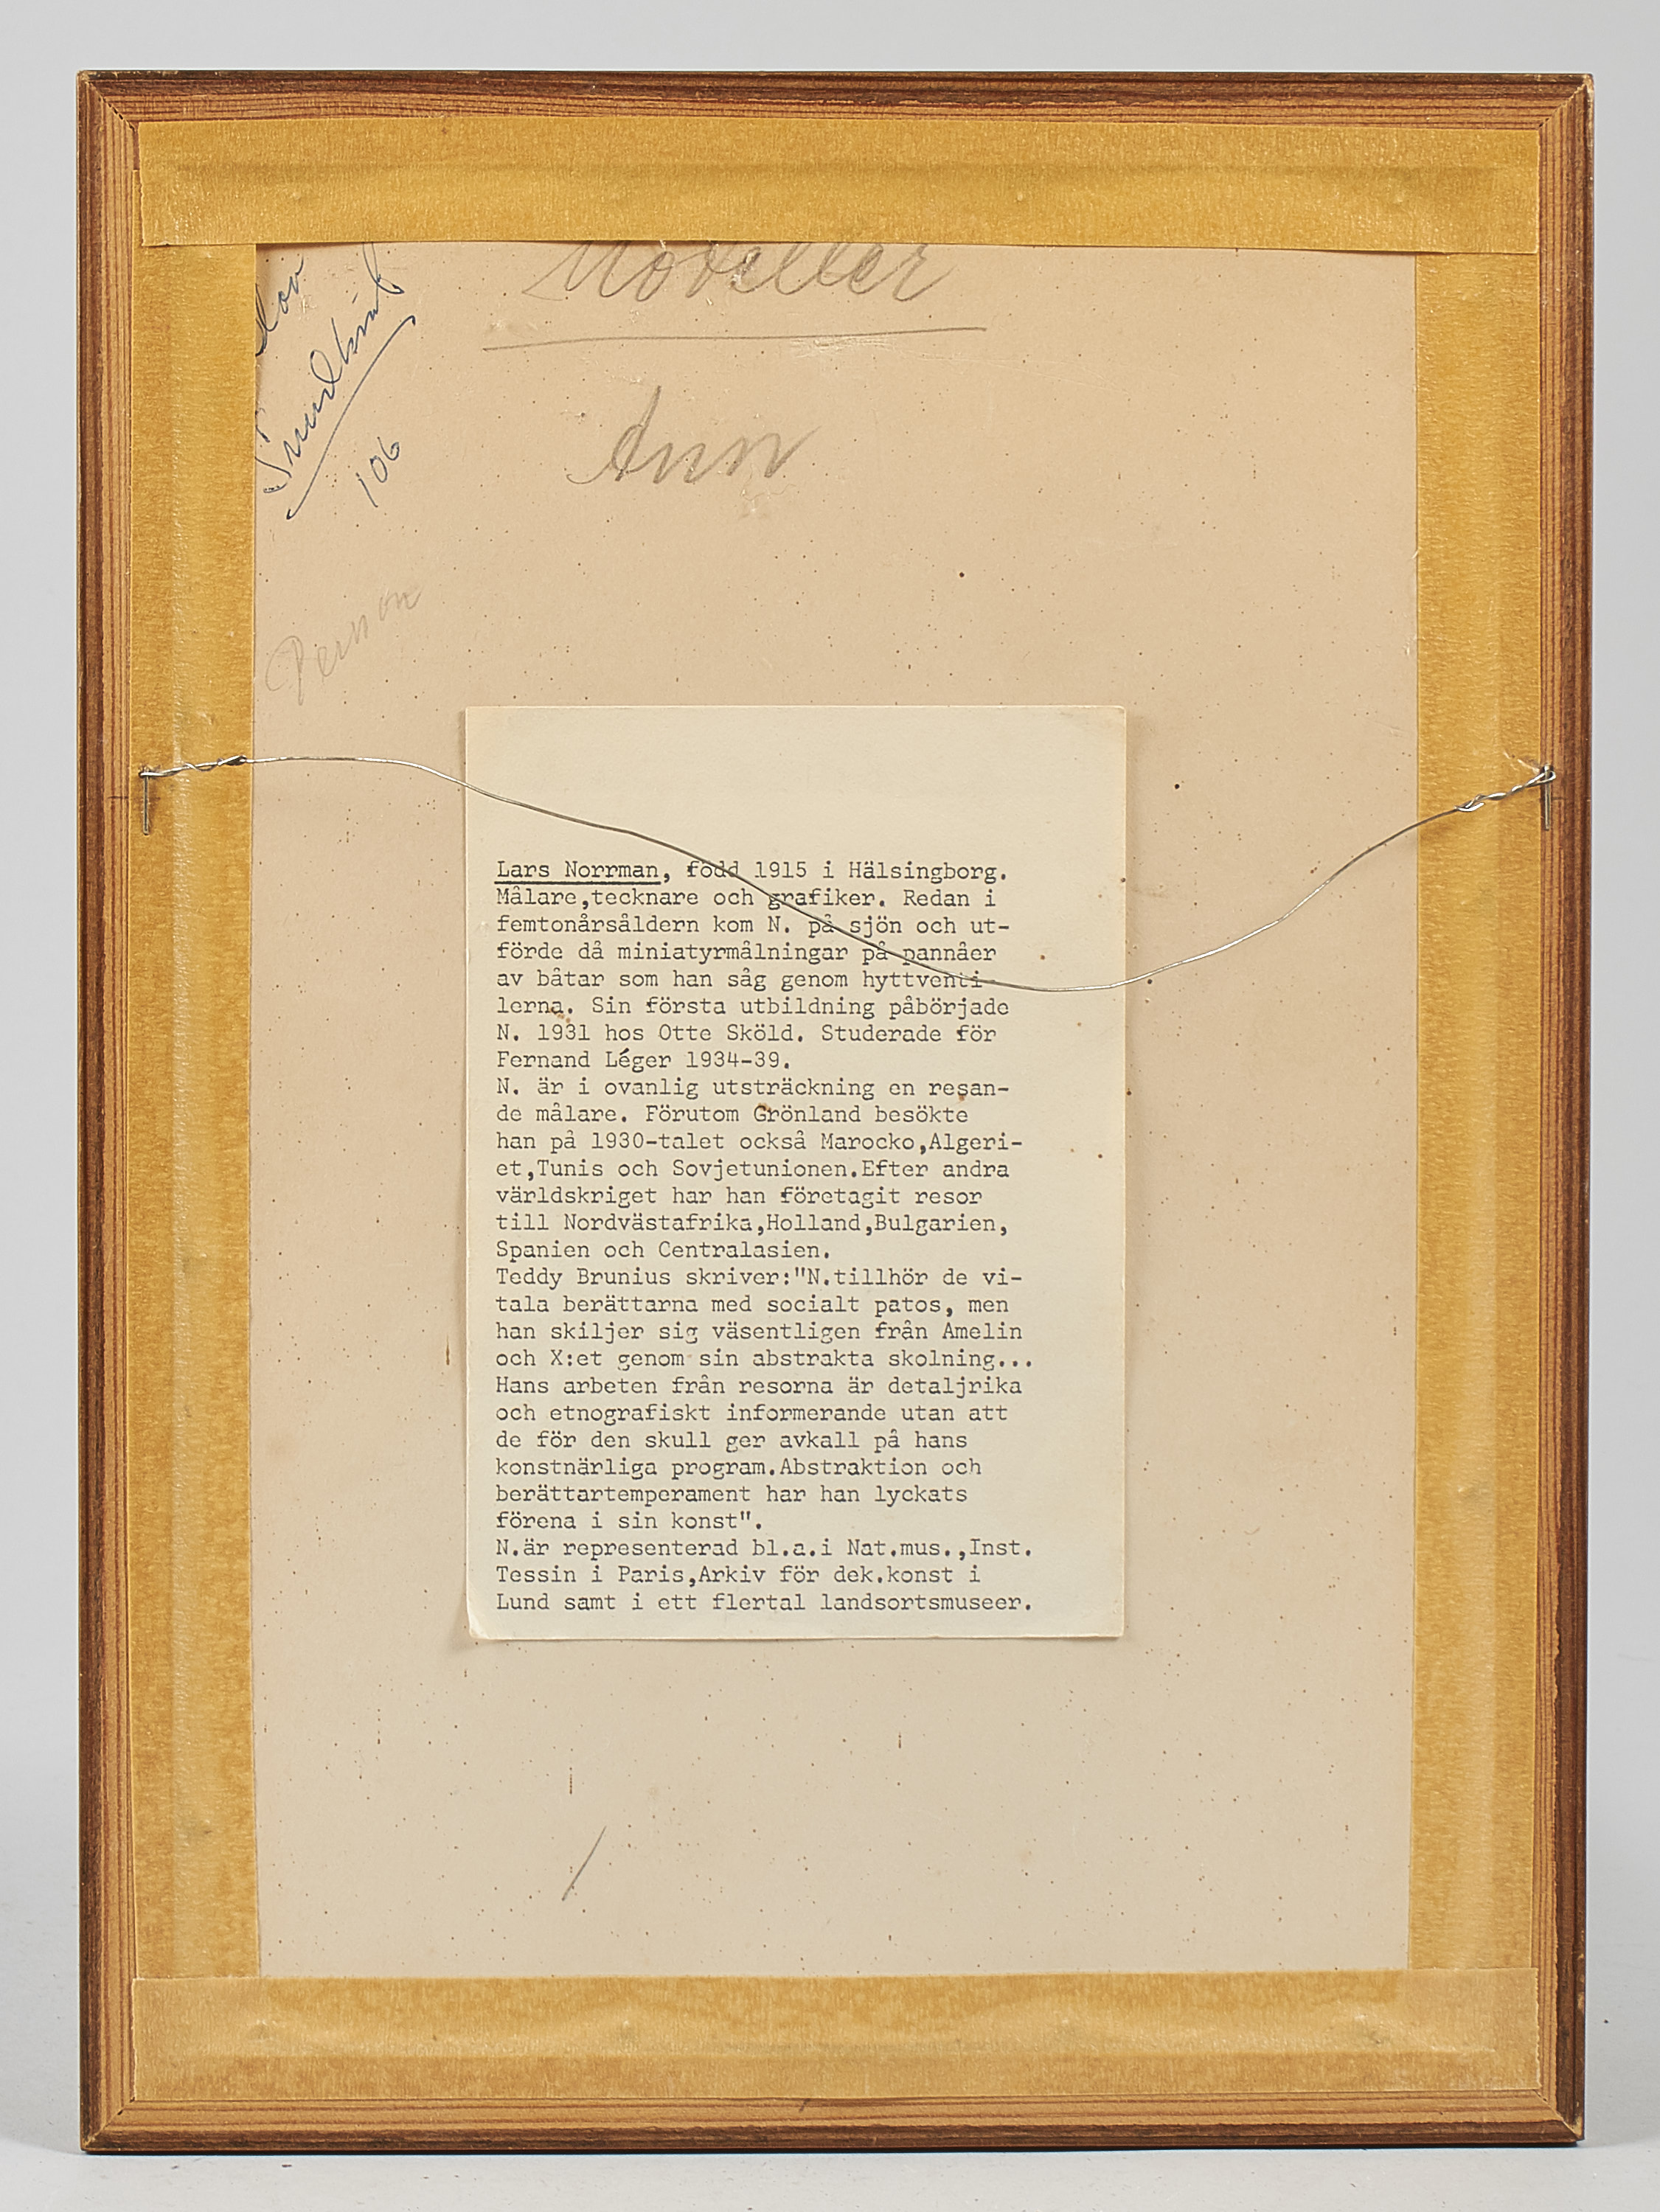 Noveller
Ann
106
Lars Norrman, född 1915 i Hälsingborg.
Målare,tecknare och grafiker. Redan i
femtonårsåldern kom N. på sjön och ut-
förde då miniatyrmålningar på pannåer
av båtar som han såg genom hyttventi-
lerna. Sin första utbildning påbörjade
N. 1931 hos Otte Sköld. Studerade för
Fernand Léger 1934-39.
N. är i ovanlig utsträckning en resan-
de målare. Förutom Grönland besökte
han på 1930-talet också Marocko,Algeri-
et,Tunis och Sovjetunionen.Efter andra
världskriget har han företagit resor
till Nordvästafrika,Holland,Bulgarien,
Spanien och Centralasien.
Teddy Brunius skriver:"N.tillhör de vi-
tala berättarna med socialt patos, men
han skiljer sig väsentligen från Amelin
och X:et genom sin abstrakta skolning...
Hans arbeten från resorna är detaljrika
och etnografiskt informerande utan att
de för den skull ger avkall på hans
konstnärliga program.Abstraktion och
berättartemperament har han lyckats
förena i sin konst".
N.är representerad bl.a.i Nat.mus.,Inst.
Tessin i Paris,Arkiv för dek.konst i
Lund samt i ett flertal landsortsmuseer.